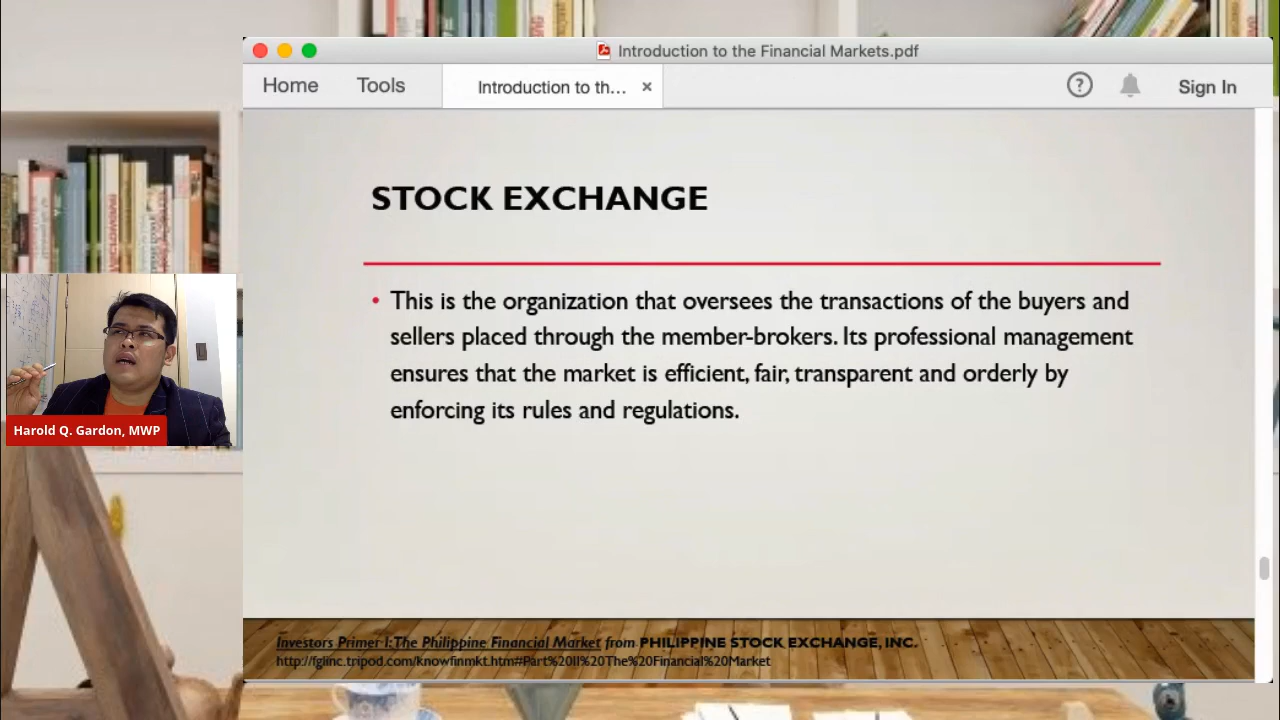 Introduction to the Financial Markets.pdf
Home Tools Introduction to th... × ? Sign In
STOCK EXCHANGE
• This is the organization that oversees the transactions of the buyers and
sellers placed through the member-brokers. Its professional management
ensures that the market is efficient, fair, transparent and orderly by
enforcing its rules and regulations.
Harold Q. Gardon, MWP
Investors Primer I: The Philippine Financial Market from PHILIPPINE STOCK EXCHANGE, INC.
http://fglinc.tripod.com/knowfinmkt.htm#Part%20II%20The%20Financial%20Market